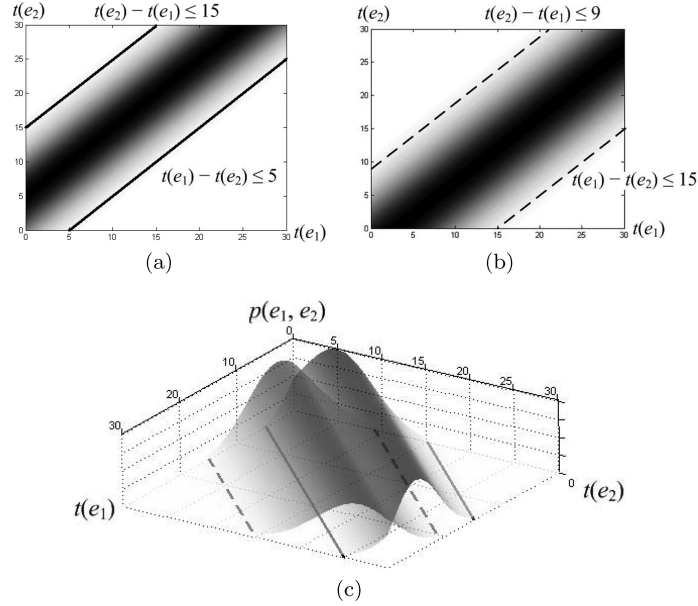 t(e₂) t(e₂) − t(e₁) ≤ 15
30
25
20
15
10
5
0
t(e₁) − t(e₂) ≤ 5
0 5 10 15 20 25 30 t(e₁)
(a)
t(e₂) t(e₂) − t(e₁) ≤ 9
30
25
20
15
10
5
0
t(e₁) − t(e₂) ≤ 15
0 5 10 15 20 25 30 t(e₁)
(b)
p(e₁, e₂)
0 5 10 15 20 25 30
10
20
30
0
t(e₁)
t(e₂)
(c)